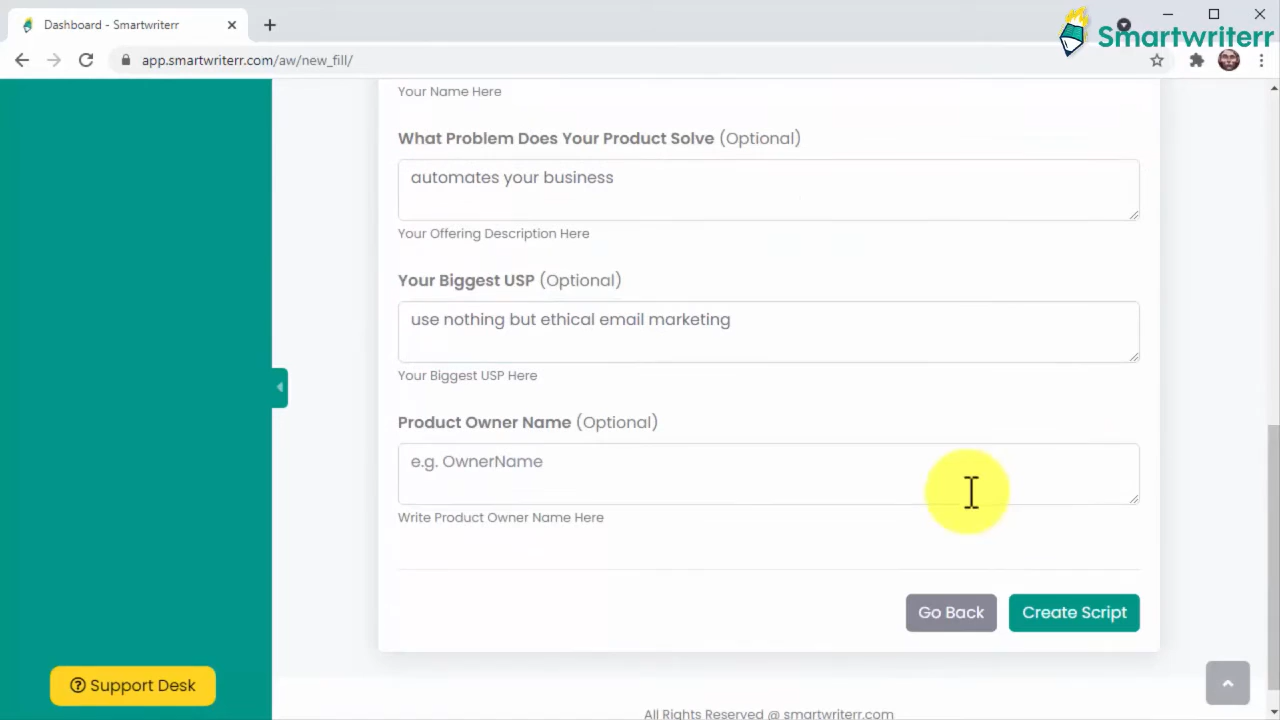 Dashboard - Smartwriterr
Smartwriterr
app.smartwriterr.com/aw/new_fill/
Your Name Here
What Problem Does Your Product Solve (Optional)
automates your business
Your Offering Description Here
Your Biggest USP (Optional)
use nothing but ethical email marketing
Your Biggest USP Here
Product Owner Name (Optional)
e.g. OwnerName
Write Product Owner Name Here
Go Back
Create Script
Support Desk
All Rights Reserved @ smartwriterr.com